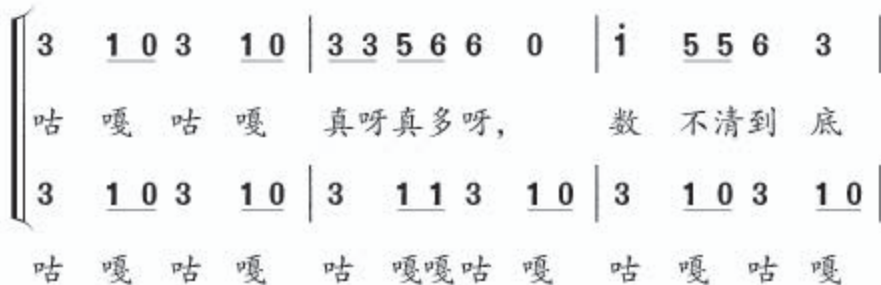 3 1 0 3 1 0 | 3 3 5 6 6 0 | i 5 5 6 3 |
咕 嘎 咕 嘎 真呀真多呀， 数 不清到 底
3 1 0 3 1 0 | 3 1 1 3 1 0 | 3 1 0 3 1 0 |
咕 嘎 咕 嘎 咕 嘎嘎咕 嘎 咕 嘎 咕 嘎